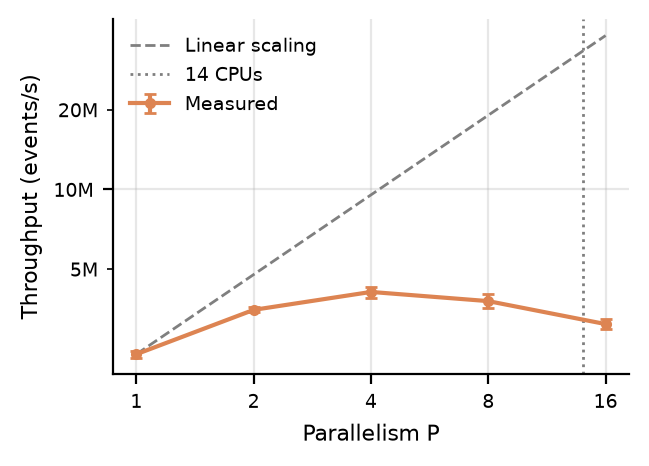 Linear scaling
14 CPUs
Measured
Throughput (events/s)
20M
10M
5M
1 2 4 8 16
Parallelism P